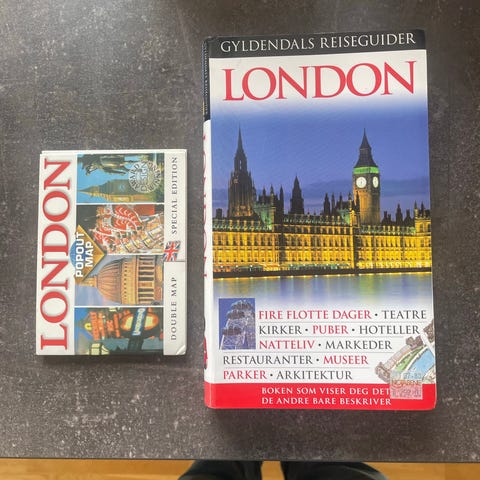 LONDON
POPOUT
MAP
DOUBLE MAP
SPECIAL EDITION
GYLDENDALS REISEGUIDER
LONDON
FIRE FLOTTE DAGER • TEATRE
KIRKER • PUBER • HOTELLER
NATTELIV • MARKEDER
RESTAURANTER • MUSEER
PARKER • ARKITEKTUR
BOKEN SOM VISER DEG DET
DE ANDRE BARE BESKRIVER